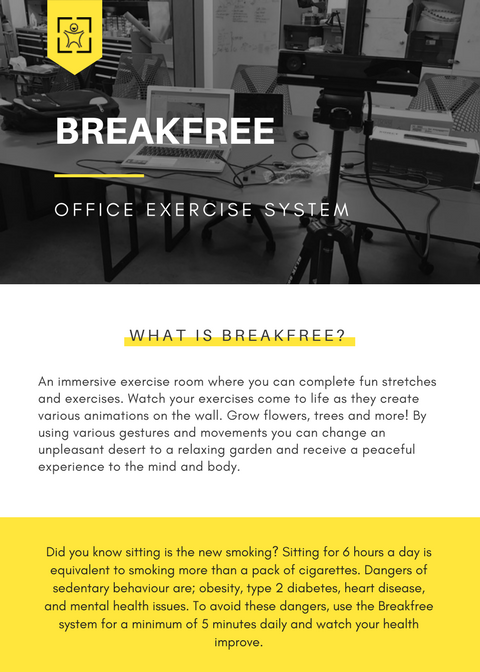 BREAKFREE
OFFICE EXERCISE SYSTEM
WHAT IS BREAKFREE?
An immersive exercise room where you can complete fun stretches
and exercises. Watch your exercises come to life as they create
various animations on the wall. Grow flowers, trees and more! By
using various gestures and movements you can change an
unpleasant desert to a relaxing garden and receive a peaceful
experience to the mind and body.
Did you know sitting is the new smoking? Sitting for 6 hours a day is
equivalent to smoking more than a pack of cigarettes. Dangers of
sedentary behaviour are; obesity, type 2 diabetes, heart disease,
and mental health issues. To avoid these dangers, use the Breakfree
system for a minimum of 5 minutes daily and watch your health
improve.